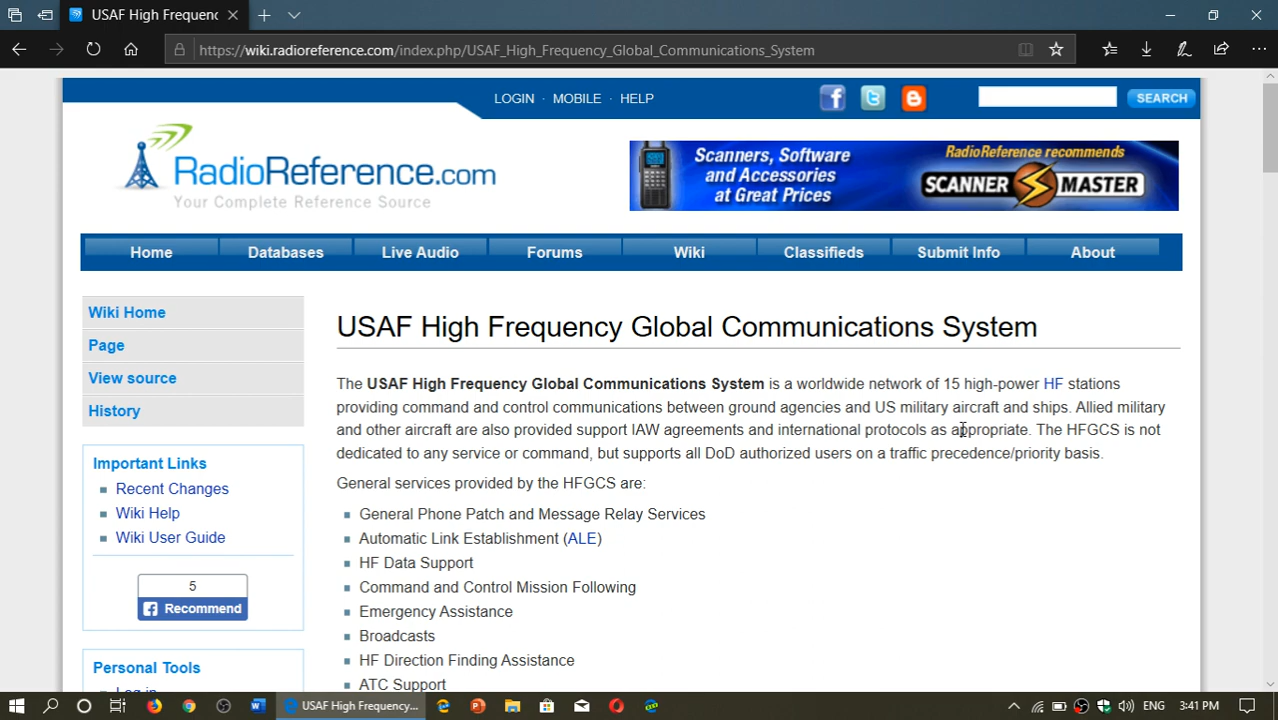 USAF High Frequenc
https://wiki.radioreference.com/index.php/USAF_High_Frequency_Global_Communications_System
LOGIN · MOBILE · HELP
SEARCH
RadioReference.com
Your Complete Reference Source
Scanners, Software
and Accessories
at Great Prices
RadioReference recommends
SCANNER MASTER
Home Databases Live Audio Forums Wiki Classifieds Submit Info About
Wiki Home
Page
View source
History
Important Links
Recent Changes
Wiki Help
Wiki User Guide
5
Recommend
Personal Tools
Log in
USAF High Frequency Global Communications System
The USAF High Frequency Global Communications System is a worldwide network of 15 high-power HF stations
providing command and control communications between ground agencies and US military aircraft and ships. Allied military
and other aircraft are also provided support IAW agreements and international protocols as appropriate. The HFGCS is not
dedicated to any service or command, but supports all DoD authorized users on a traffic precedence/priority basis.
General services provided by the HFGCS are:
General Phone Patch and Message Relay Services
Automatic Link Establishment (ALE)
HF Data Support
Command and Control Mission Following
Emergency Assistance
Broadcasts
HF Direction Finding Assistance
ATC Support
USAF High Frequency...
3:41 PM